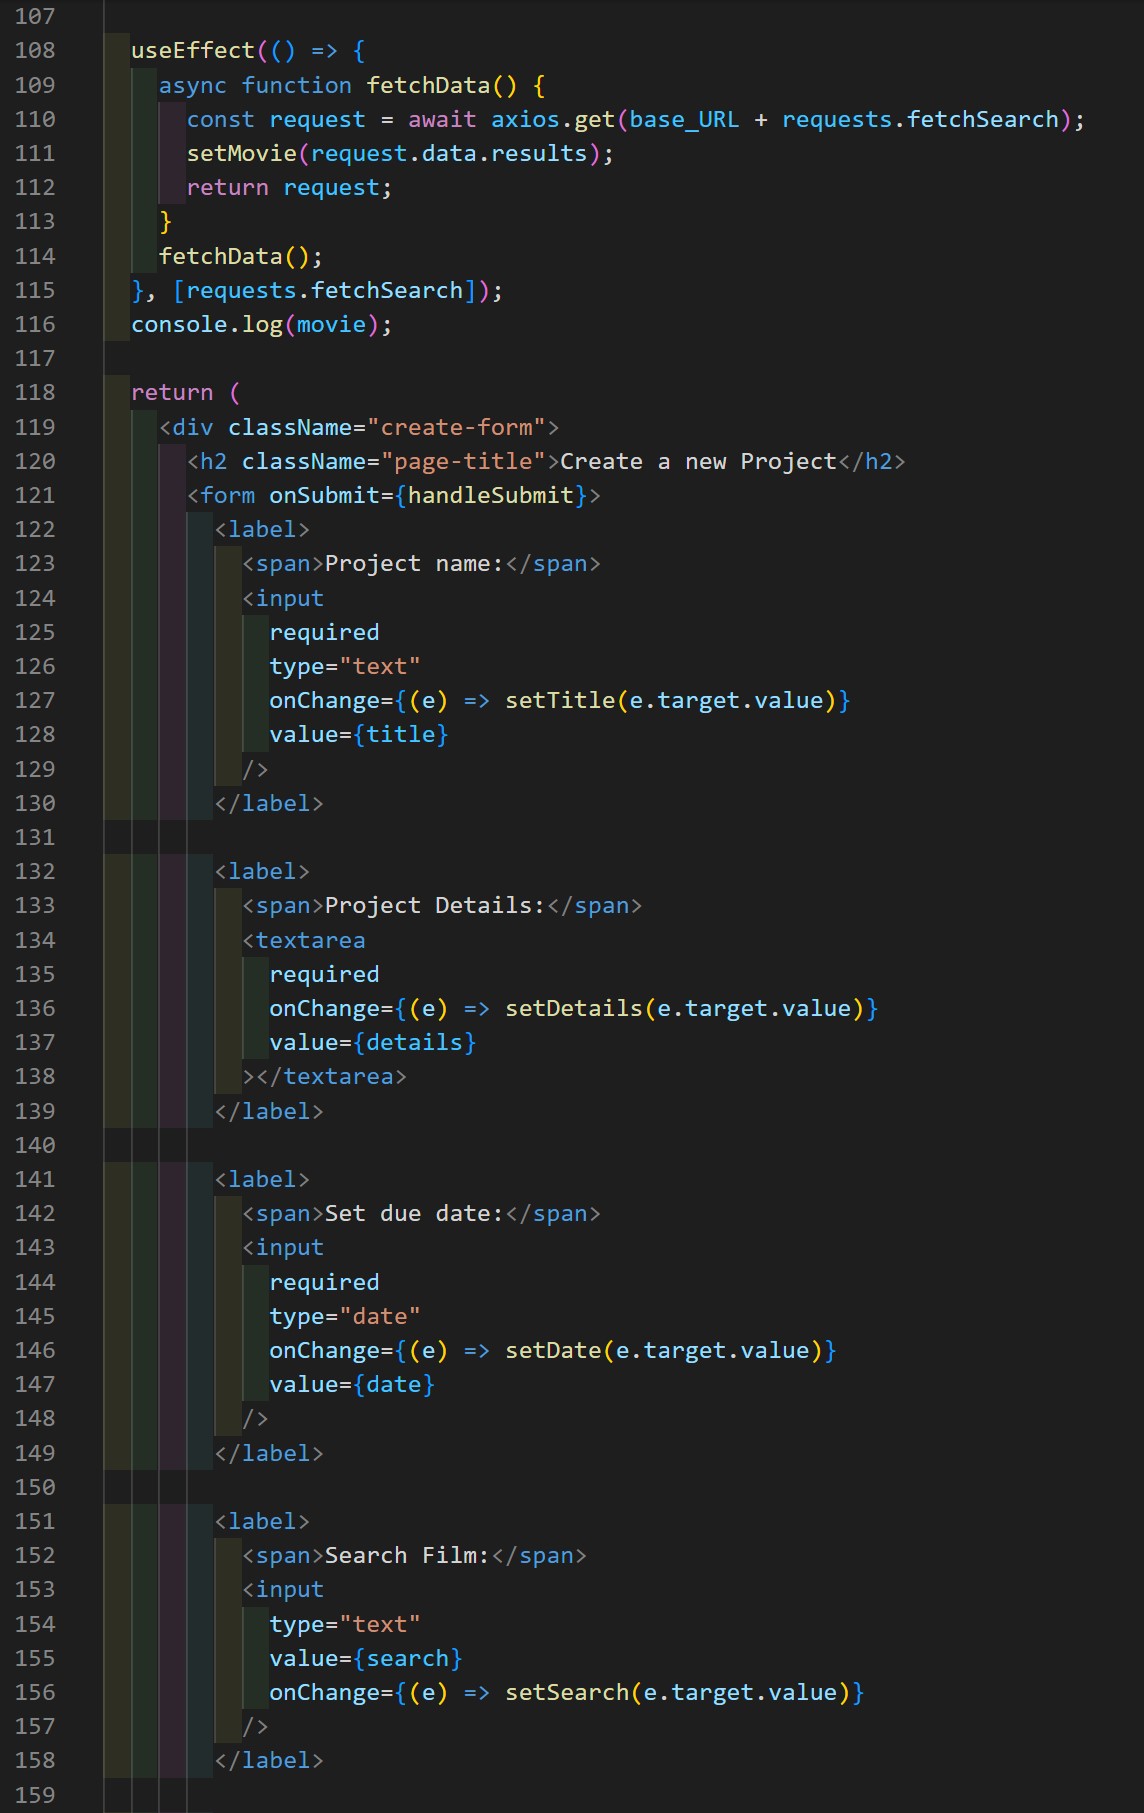 107
108 useEffect(() => {
109 async function fetchData() {
110 const request = await axios.get(base_URL + requests.fetchSearch);
111 setMovie(request.data.results);
112 return request;
113 }
114 fetchData();
115 }, [requests.fetchSearch]);
116 console.log(movie);
117
118 return (
119 <div className="create-form">
120 <h2 className="page-title">Create a new Project</h2>
121 <form onSubmit={handleSubmit}>
122 <label>
123 <span>Project name:</span>
124 <input
125 required
126 type="text"
127 onChange={(e) => setTitle(e.target.value)}
128 value={title}
129 />
130 </label>
131
132 <label>
133 <span>Project Details:</span>
134 <textarea
135 required
136 onChange={(e) => setDetails(e.target.value)}
137 value={details}
138 ></textarea>
139 </label>
140
141 <label>
142 <span>Set due date:</span>
143 <input
144 required
145 type="date"
146 onChange={(e) => setDate(e.target.value)}
147 value={date}
148 />
149 </label>
150
151 <label>
152 <span>Search Film:</span>
153 <input
154 type="text"
155 value={search}
156 onChange={(e) => setSearch(e.target.value)}
157 />
158 </label>
159